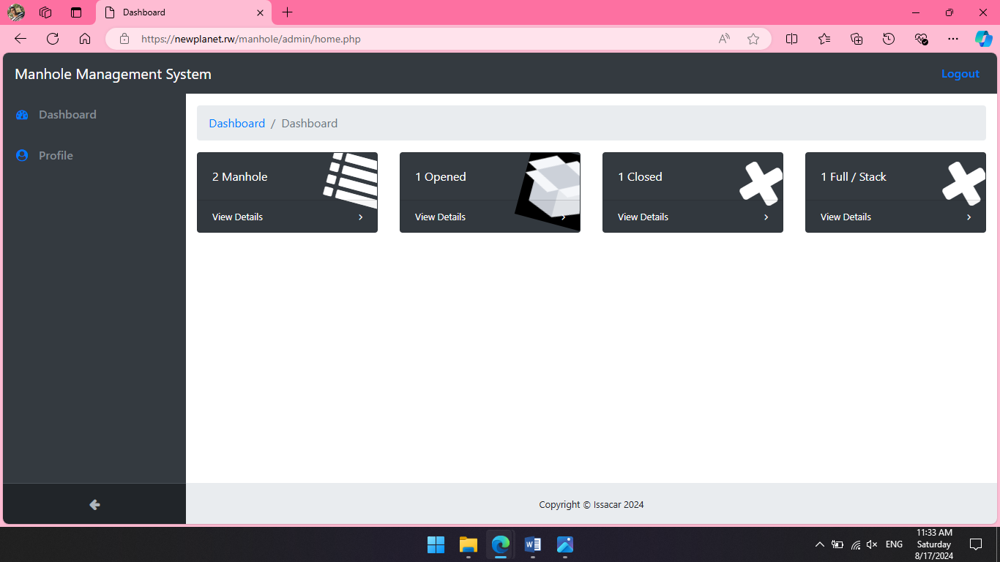 Dashboard
https://newplanet.rw/manhole/admin/home.php
Manhole Management System
Logout
Dashboard
Profile
Dashboard / Dashboard
2 Manhole
View Details
1 Opened
View Details
1 Closed
View Details
1 Full / Stack
View Details
Copyright © Issacar 2024
ENG
11:33 AM
Saturday
8/17/2024